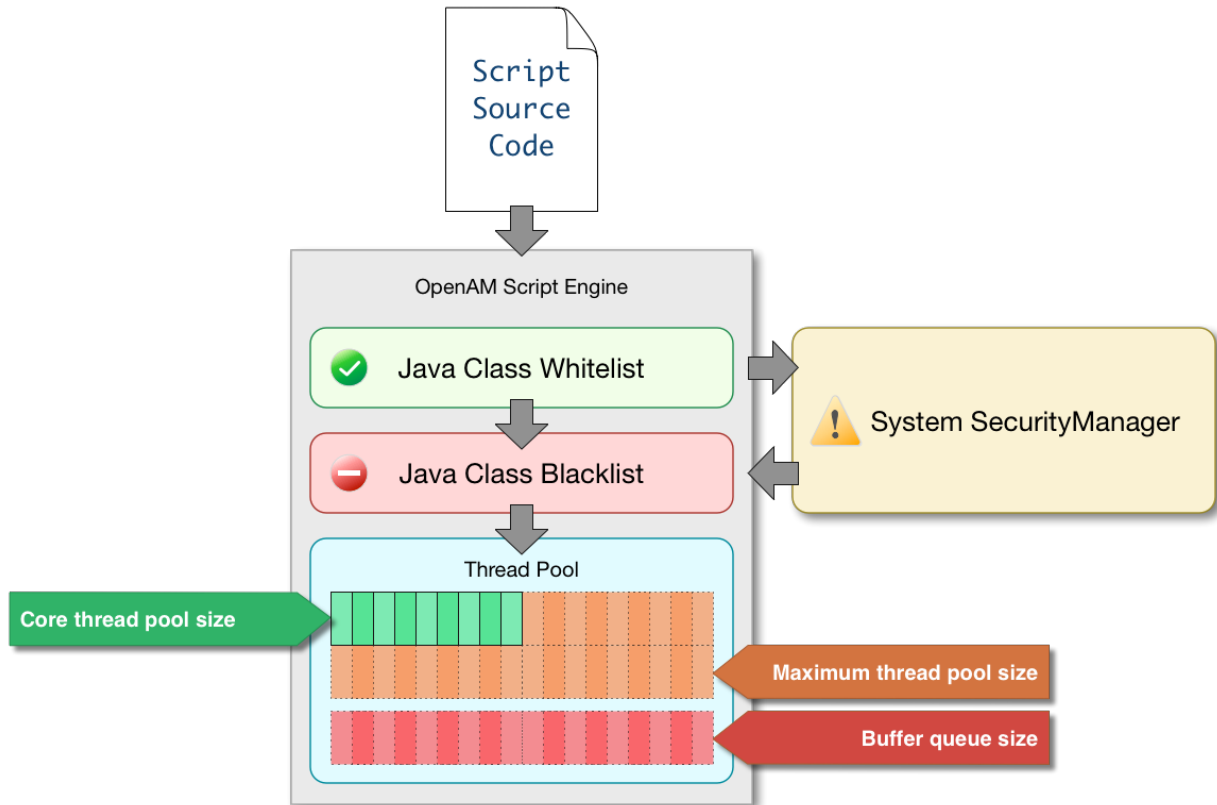 Script
Source
Code
OpenAM Script Engine
Java Class Whitelist
System SecurityManager
Java Class Blacklist
Thread Pool
Core thread pool size
Maximum thread pool size
Buffer queue size